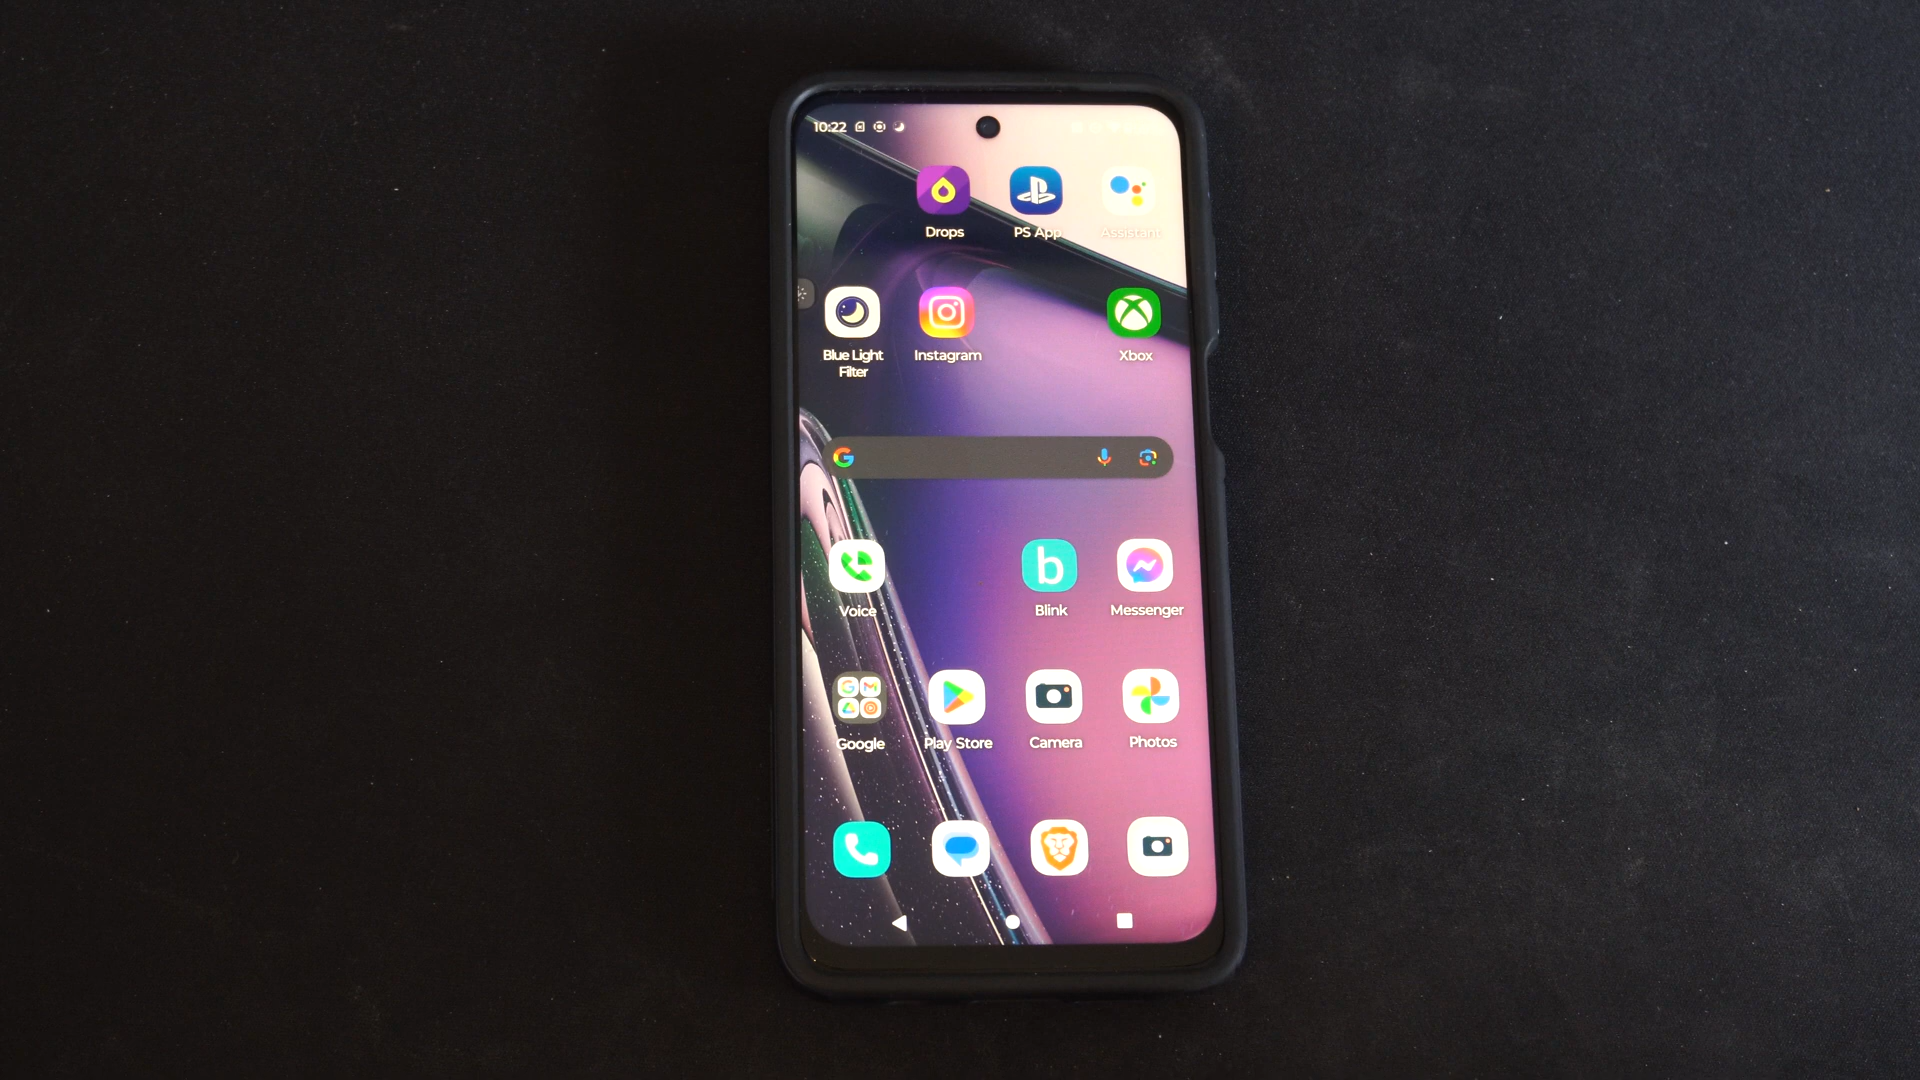 10:22
Drops
PS App
Assistant
Blue Light
Filter
Instagram
Xbox
Voice
b
Blink
Messenger
Google
Play Store
Camera
Photos